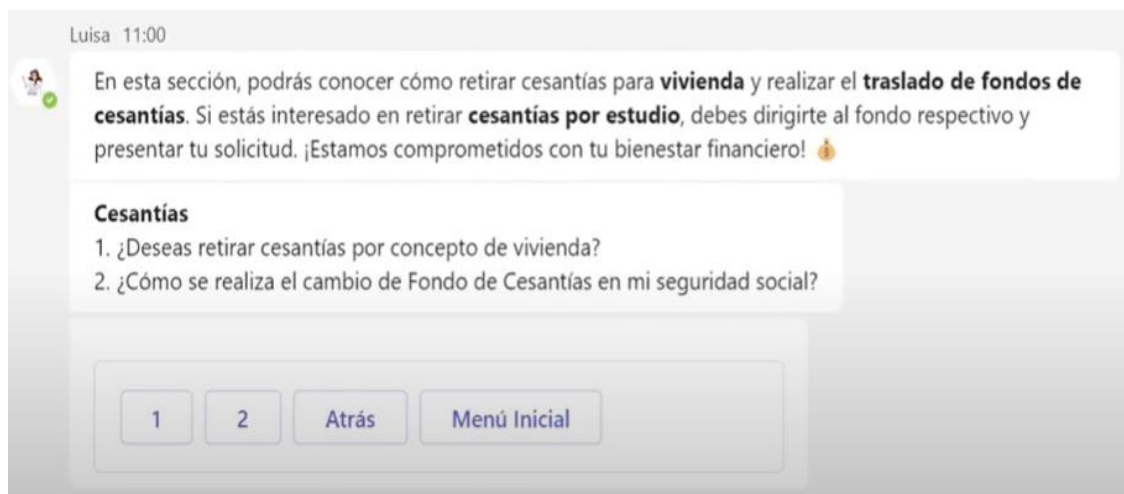 Luisa 11:00
En esta sección, podrás conocer cómo retirar cesantías para vivienda y realizar el traslado de fondos de
cesantías. Si estás interesado en retirar cesantías por estudio, debes dirigirte al fondo respectivo y
presentar tu solicitud. ¡Estamos comprometidos con tu bienestar financiero! 💰
Cesantías
1. ¿Deseas retirar cesantías por concepto de vivienda?
2. ¿Cómo se realiza el cambio de Fondo de Cesantías en mi seguridad social?
1 2 Atrás Menú Inicial